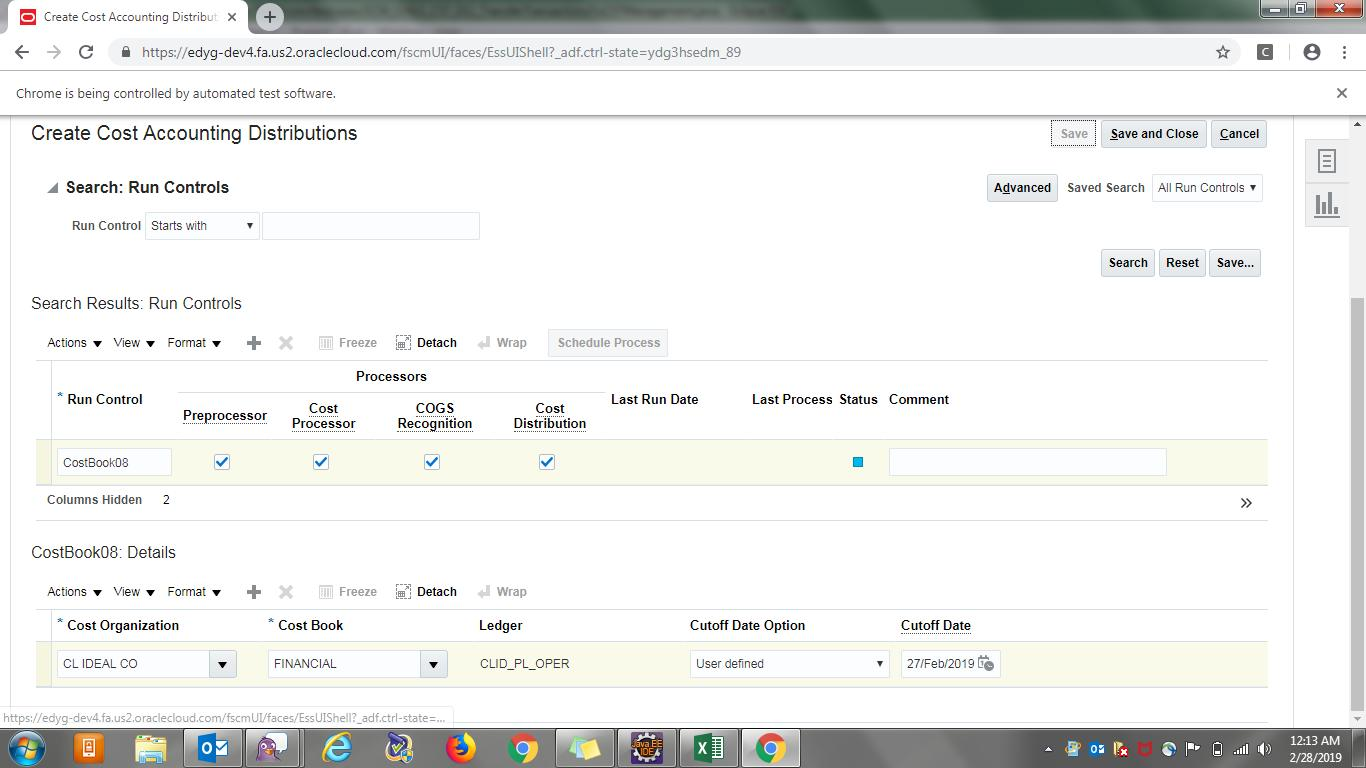 Create Cost Accounting Distribut
https://edyg-dev4.fa.us2.oraclecloud.com/fscmUI/faces/EssUIShell?_adf.ctrl-state=ydg3hsedm_89
Chrome is being controlled by automated test software.
Create Cost Accounting Distributions
Save Save and Close Cancel
Search: Run Controls
Advanced Saved Search All Run Controls
Run Control Starts with
Search Reset Save...
Search Results: Run Controls
Actions View Format Freeze Detach Wrap Schedule Process
Processors
* Run Control Preprocessor Cost Processor COGS Recognition Cost Distribution Last Run Date Last Process Status Comment
CostBook08
Columns Hidden 2
CostBook08: Details
Actions View Format Freeze Detach Wrap
* Cost Organization * Cost Book Ledger Cutoff Date Option Cutoff Date
CL IDEAL CO FINANCIAL CLID_PL_OPER User defined 27/Feb/2019
https://edyg-dev4.fa.us2.oraclecloud.com/fscmUI/faces/EssUIShell?_adf.ctrl-state=...
Java EE
IDE
12:13 AM
2/28/2019